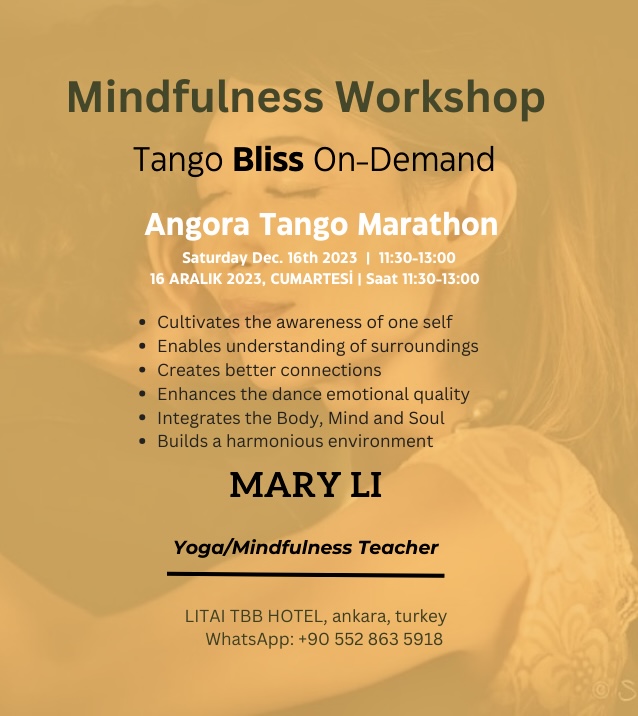 Mindfulness Workshop
Tango Bliss On-Demand
Angora Tango Marathon
Saturday Dec. 16th 2023 | 11:30-13:00
16 ARALIK 2023, CUMARTESİ | Saat 11:30-13:00
• Cultivates the awareness of one self
• Enables understanding of surroundings
• Creates better connections
• Enhances the dance emotional quality
• Integrates the Body, Mind and Soul
• Builds a harmonious environment
MARY LI
Yoga/Mindfulness Teacher
LITAI TBB HOTEL, ankara, turkey
WhatsApp: +90 552 863 5918